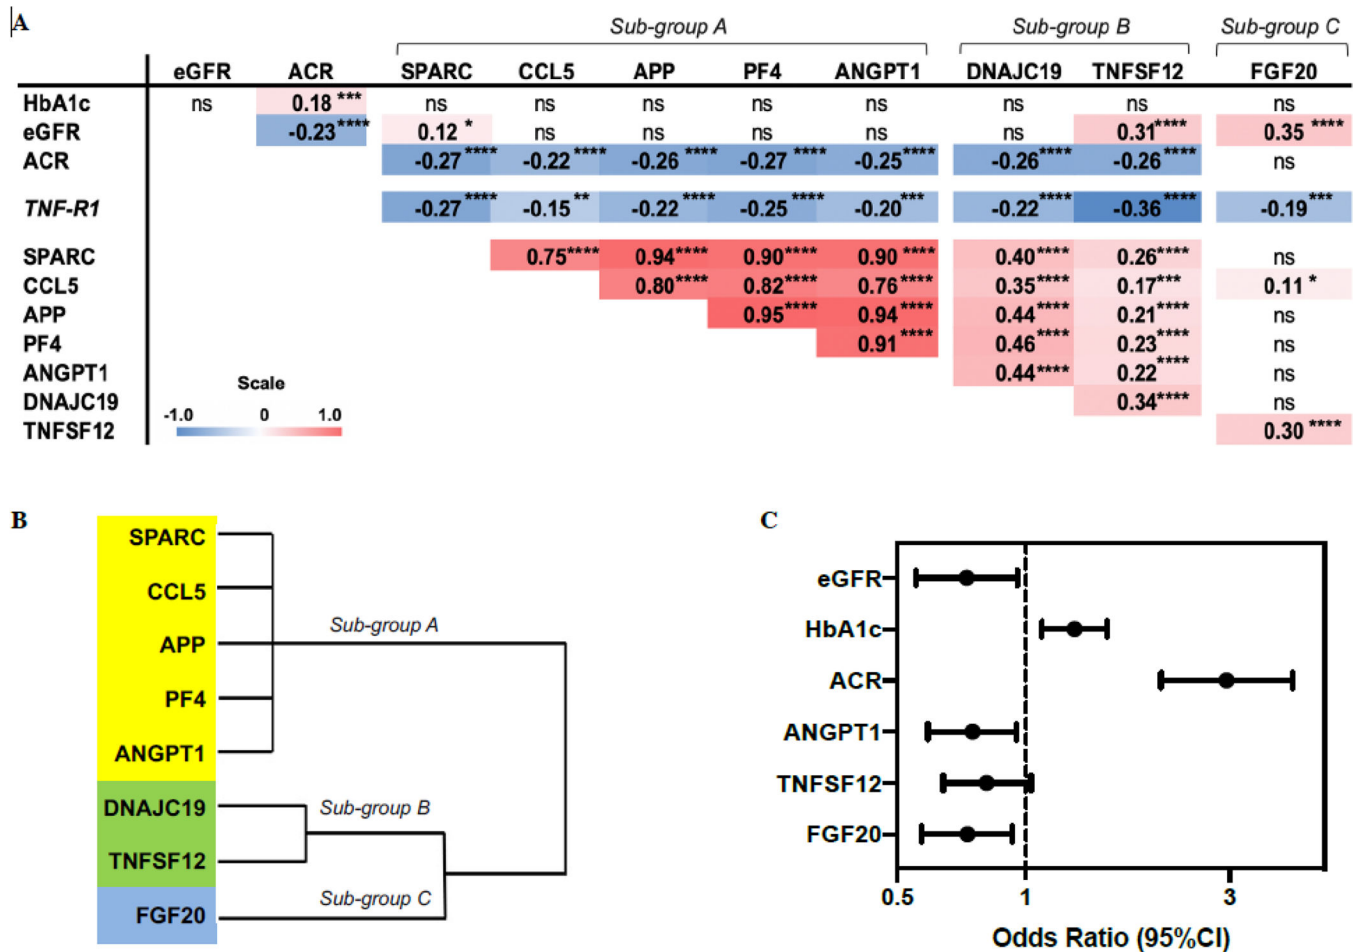 A
Sub-group A Sub-group B Sub-group C
eGFR ACR SPARC CCL5 APP PF4 ANGPT1 DNAJC19 TNFSF12 FGF20
HbA1c ns 0.18 *** ns ns ns ns ns ns ns ns
eGFR -0.23**** 0.12 * ns ns ns ns ns 0.31**** 0.35 ****
ACR -0.27 **** -0.22 **** -0.26 **** -0.27 **** -0.25 **** -0.26 **** -0.26 **** ns
TNF-R1 -0.27 **** -0.15 ** -0.22 **** -0.25 **** -0.20 *** -0.22 **** -0.36 **** -0.19 ***
SPARC 0.75**** 0.94**** 0.90**** 0.90 **** 0.40**** 0.26**** ns
CCL5 0.80**** 0.82**** 0.76**** 0.35**** 0.17*** 0.11 *
APP 0.95**** 0.94**** 0.44**** 0.21**** ns
PF4 0.91 **** 0.46**** 0.23**** ns
ANGPT1 0.44**** 0.22**** ns
DNAJC19 0.34**** ns
TNFSF12 0.30 ****
Scale
-1.0 0 1.0
B
SPARC
CCL5
APP
PF4
ANGPT1
DNAJC19
TNFSF12
FGF20
Sub-group A
Sub-group B
Sub-group C
C
eGFR
HbA1c
ACR
ANGPT1
TNFSF12
FGF20
0.5 1 3
Odds Ratio (95%CI)